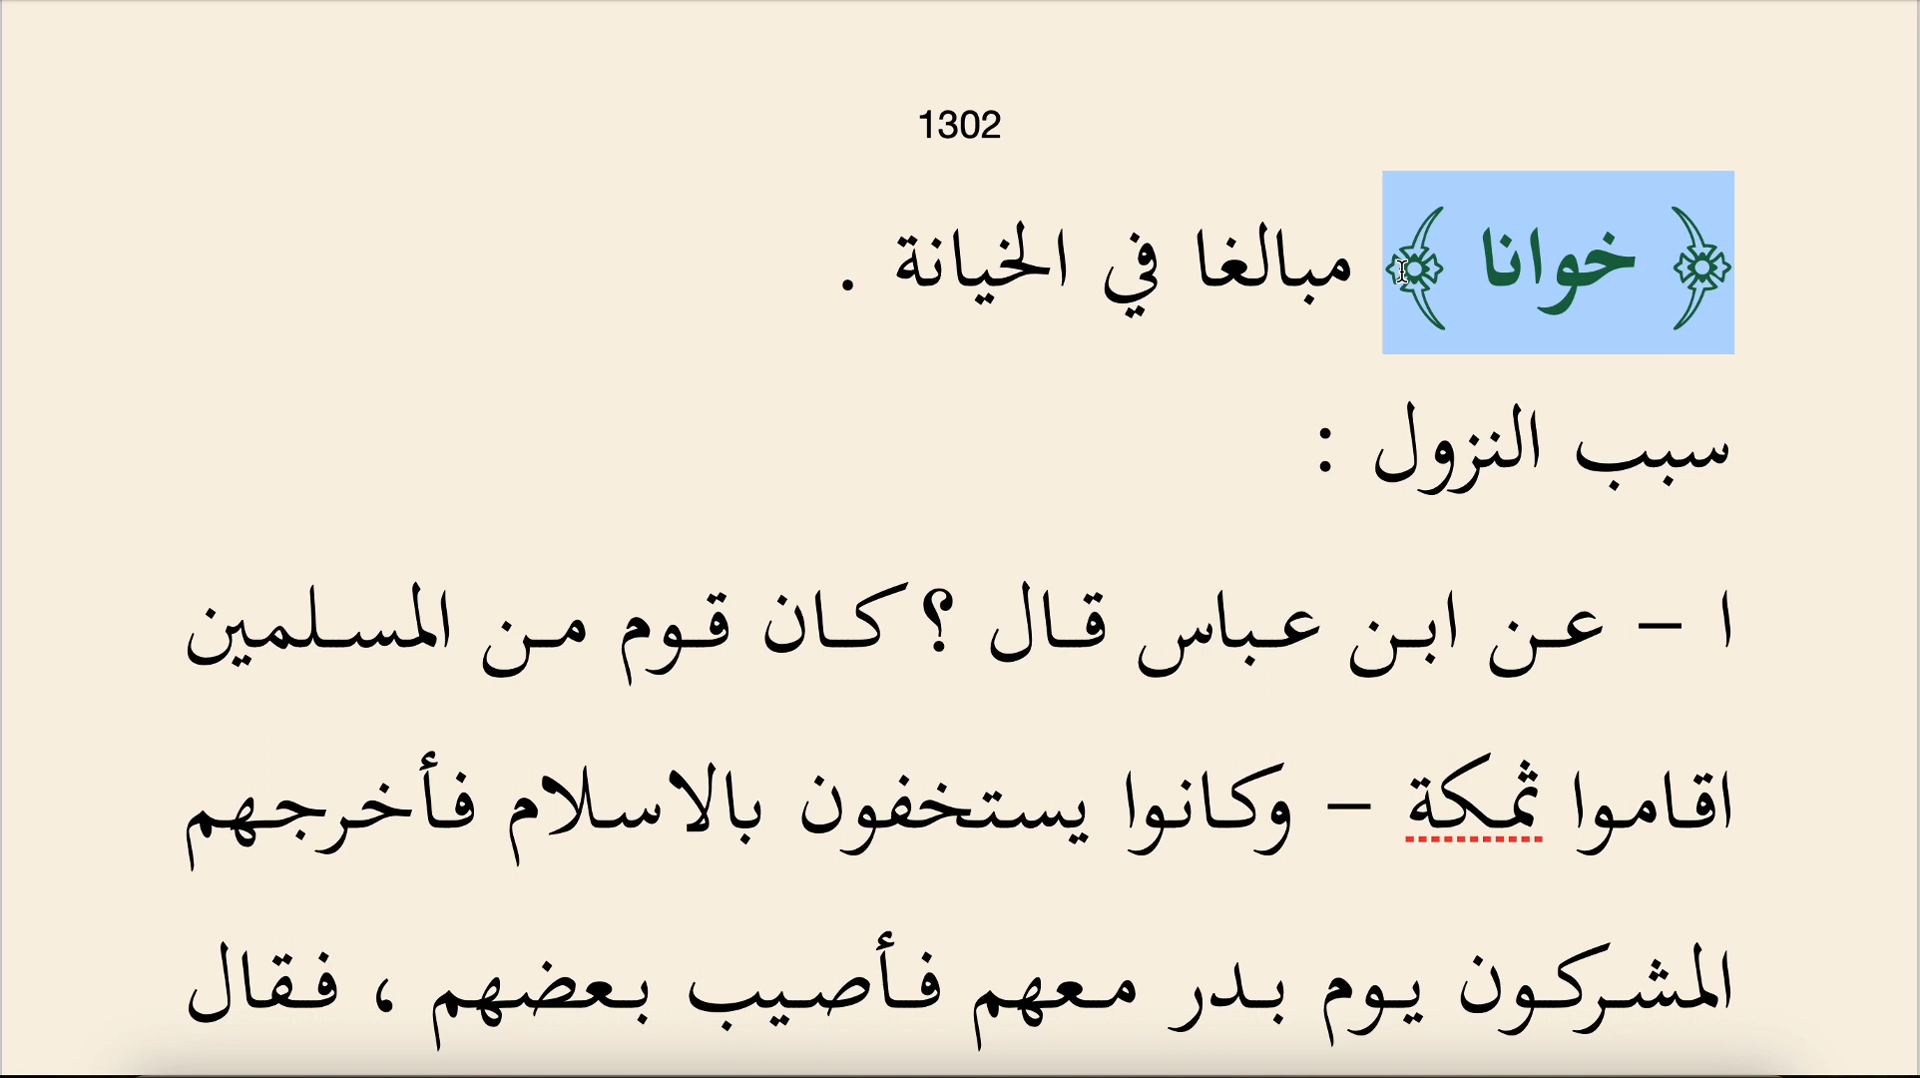 1302
﴿ خوانا ﴾ مبالغا في الخيانة .
سبب النزول :
ا – عن ابن عباس قال ؟ كان قوم من المسلمين
اقاموا ثمكة – وكانوا يستخفون بالاسلام فأخرجهم
المشركون يوم بدر معهم فأصيب بعضهم ، فقال